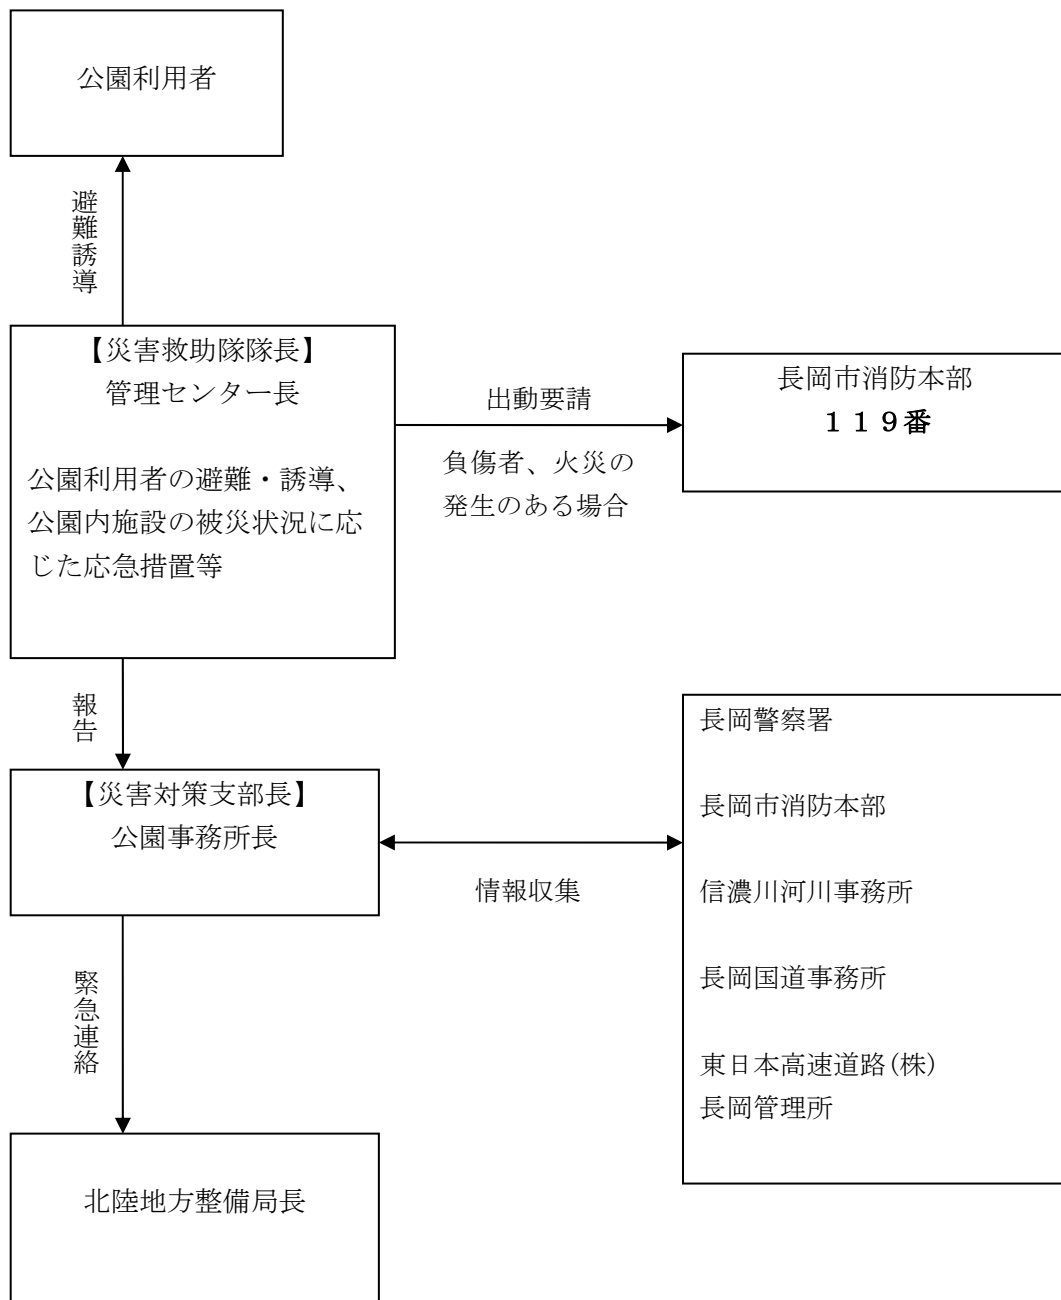 公園利用者
避難誘導
【災害救助隊隊長】
管理センター長
公園利用者の避難・誘導、
公園内施設の被災状況に応
じた応急措置等
出動要請
負傷者、火災の
発生のある場合
長岡市消防本部
１１９番
報告
【災害対策支部長】
公園事務所長
情報収集
長岡警察署
長岡市消防本部
信濃川河川事務所
長岡国道事務所
東日本高速道路(株)
長岡管理所
緊急連絡
北陸地方整備局長